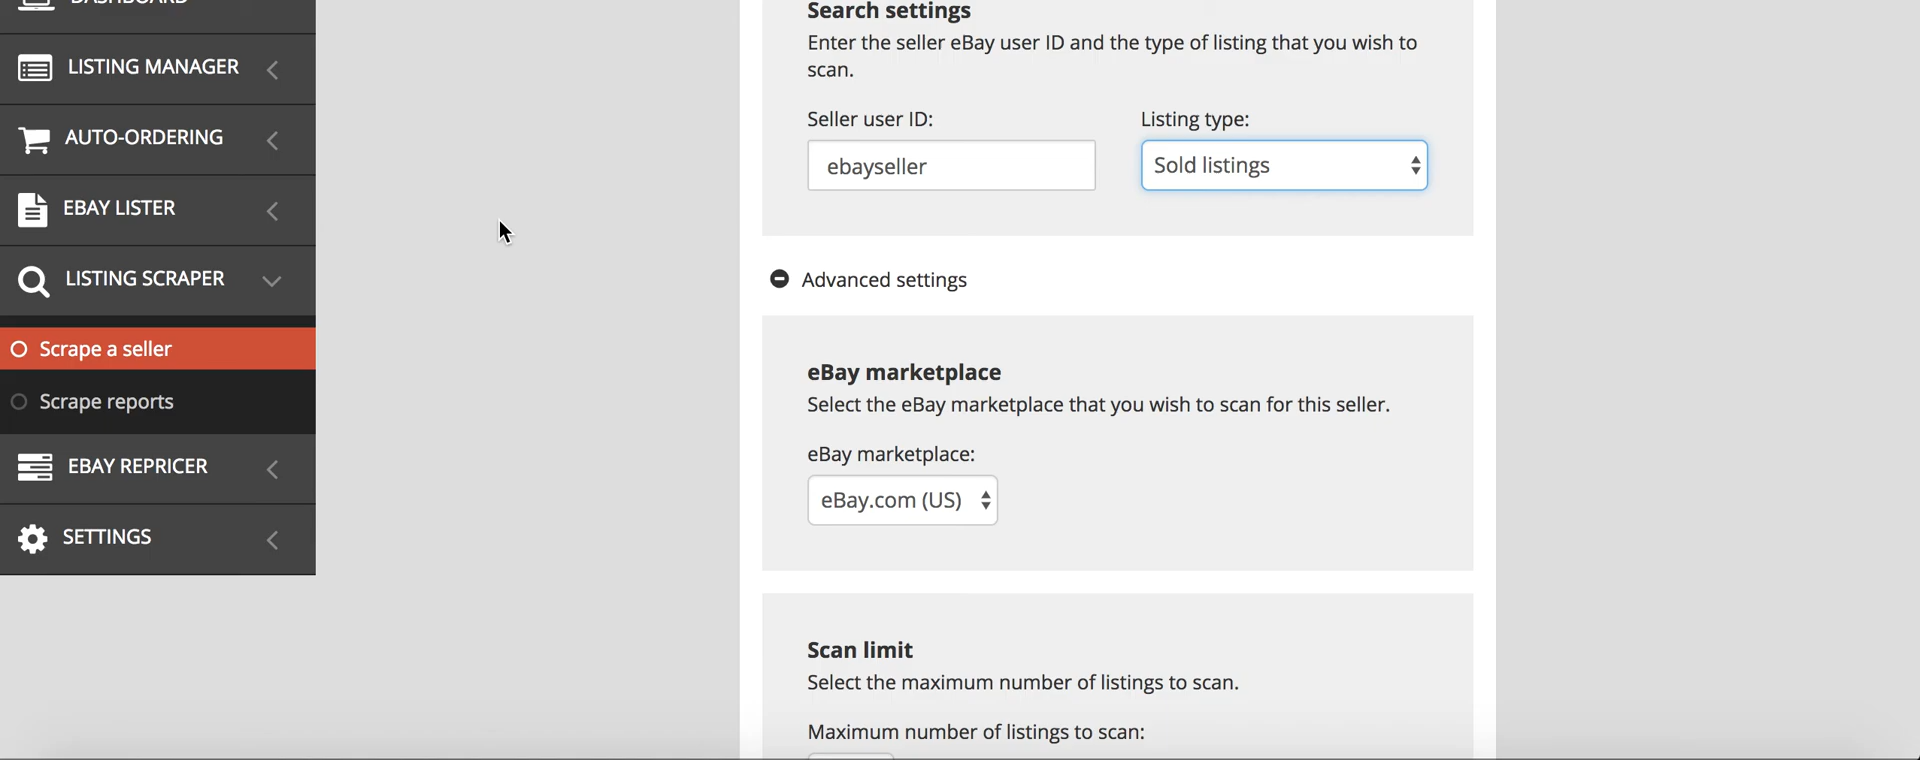 DASHBOARD
LISTING MANAGER
AUTO-ORDERING
EBAY LISTER
LISTING SCRAPER
Scrape a seller
Scrape reports
EBAY REPRICER
SETTINGS
Search settings
Enter the seller eBay user ID and the type of listing that you wish to
scan.
Seller user ID:
Listing type:
ebayseller
Sold listings
Advanced settings
eBay marketplace
Select the eBay marketplace that you wish to scan for this seller.
eBay marketplace:
eBay.com (US)
Scan limit
Select the maximum number of listings to scan.
Maximum number of listings to scan: